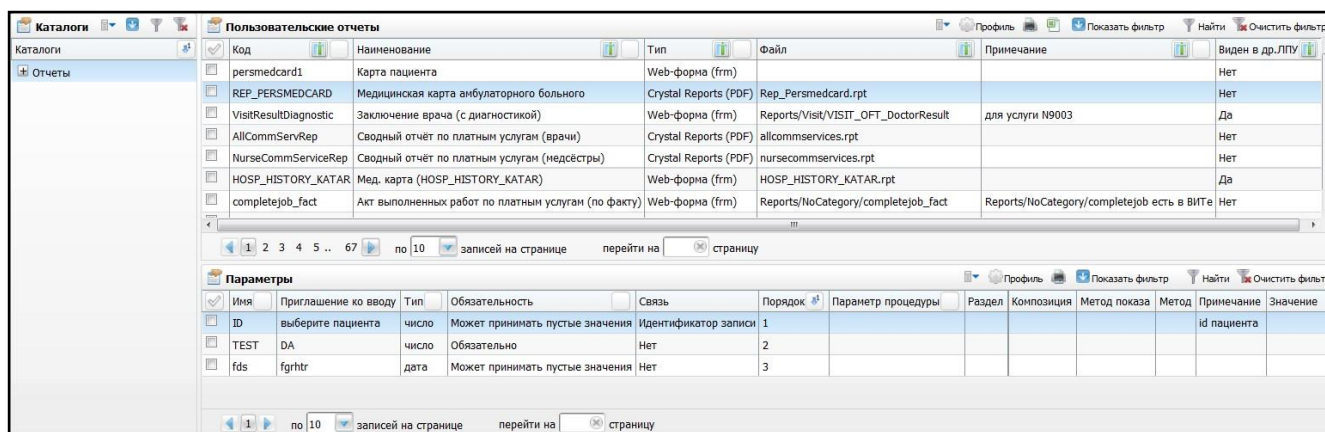 Каталоги
Каталоги
Отчеты
Пользовательские отчеты Профиль Показать фильтр Найти Очистить фильтр
Код Наименование Тип Файл Примечание Виден в др.ЛПУ
persmedcard1 Карта пациента Web-форма (frm) Нет
REP_PERSMEDCARD Медицинская карта амбулаторного больного Crystal Reports (PDF) Rep_Persmedcard.rpt Нет
VisitResultDiagnostic Заключение врача (с диагностикой) Web-форма (frm) Reports/Visit/VISIT_OFT_DoctorResult для услуги N9003 Да
AllCommServRep Сводный отчёт по платным услугам (врачи) Crystal Reports (PDF) allcommservices.rpt Нет
NurseCommServiceRep Сводный отчёт по платным услугам (медсёстры) Crystal Reports (PDF) nursecommservices.rpt Нет
HOSP_HISTORY_KATAR Мед. карта (HOSP_HISTORY_KATAR) Web-форма (frm) HOSP_HISTORY_KATAR.rpt Да
completejob_fact Акт выполненных работ по платным услугам (по факту) Web-форма (frm) Reports/NoCategory/completejob_fact Reports/NoCategory/completejob есть в ВИТе Нет
1 2 3 4 5 .. 67 по 10 записей на странице перейти на страницу
Параметры Профиль Показать фильтр Найти Очистить фильт
Имя Приглашение ко вводу Тип Обязательность Связь Порядок Параметр процедуры Раздел Композиция Метод показа Метод Примечание Значение
ID выберите пациента число Может принимать пустые значения Идентификатор записи 1 id пациента
TEST DA число Обязательно Нет 2
fds fgrhtr дата Может принимать пустые значения Нет 3
1 по 10 записей на странице перейти на страницу